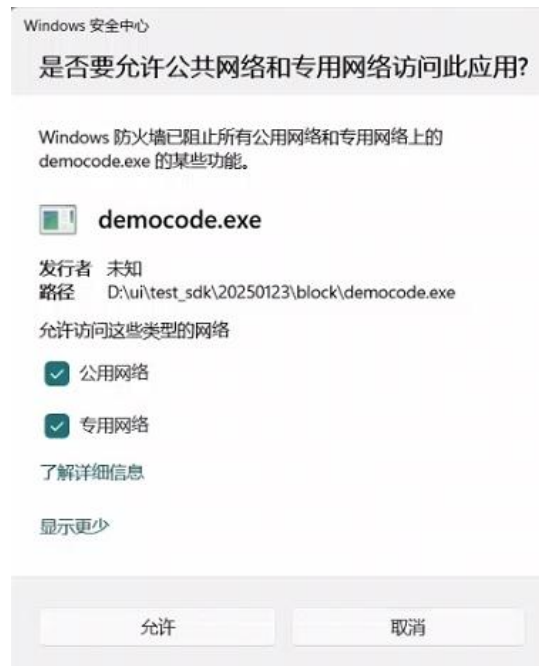 Windows 安全中心
是否要允许公共网络和专用网络访问此应用?
Windows 防火墙已阻止所有公用网络和专用网络上的
democode.exe 的某些功能。
democode.exe
发行者 未知
路径 D:\ui\test_sdk\20250123\block\democode.exe
允许访问这些类型的网络
公用网络
专用网络
了解详细信息
显示更少
允许 取消